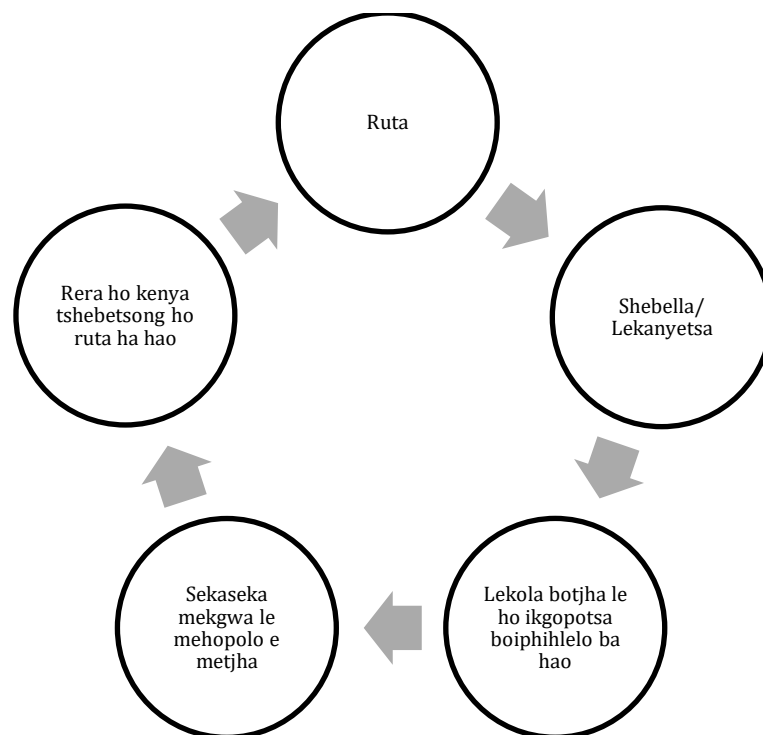 Ruta
Shebella/
Lekanyetsa
Lekola botjha le
ho ikgopotsa
boiphihlelo ba
hao
Sekaseka
mekgwa le
mehopolo e
metjha
Rera ho kenya
tshebetsong ho
ruta ha hao